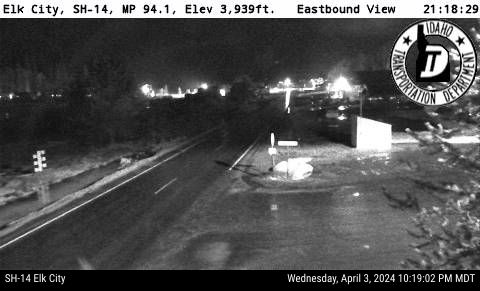 Elk City, SH-14, MP 94.1, Elev 3,939ft. Eastbound View 21:18:29
IDAHO
TRANSPORTATION DEPARTMENT
SH-14 Elk City Wednesday, April 3, 2024 10:19:02 PM MDT